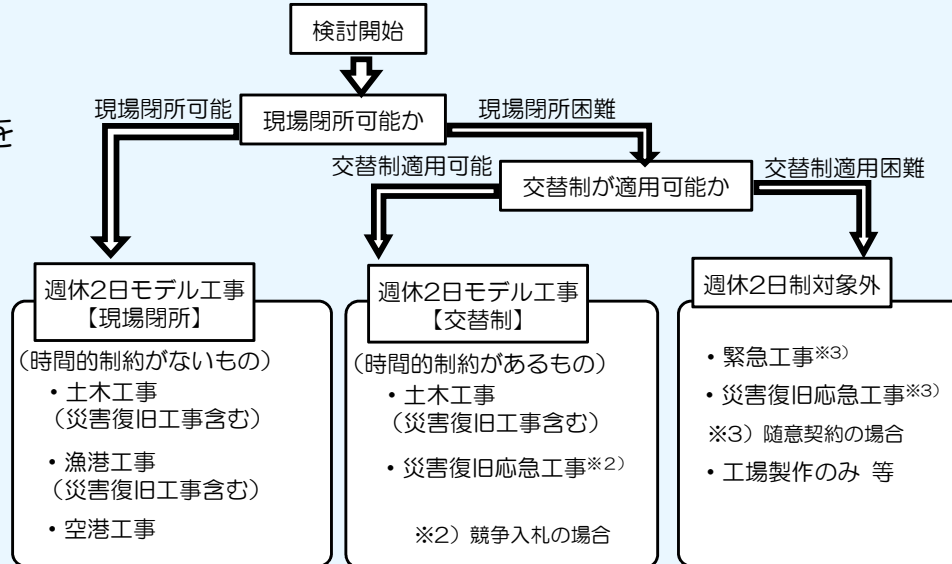 検討開始
現場閉所可能か
現場閉所可能
現場閉所困難
を
交替制が適用可能か
交替制適用可能
交替制適用困難
週休2日モデル工事
【現場閉所】
(時間的制約がないもの)
・土木工事
(災害復旧工事含む)
・漁港工事
(災害復旧工事含む)
・空港工事
週休2日モデル工事
【交替制】
(時間的制約があるもの)
・土木工事
(災害復旧工事含む)
・災害復旧応急工事※2)
※2)競争入札の場合
週休2日制対象外
・緊急工事※3)
・災害復旧応急工事※3)
※3)随意契約の場合
・工場製作のみ 等